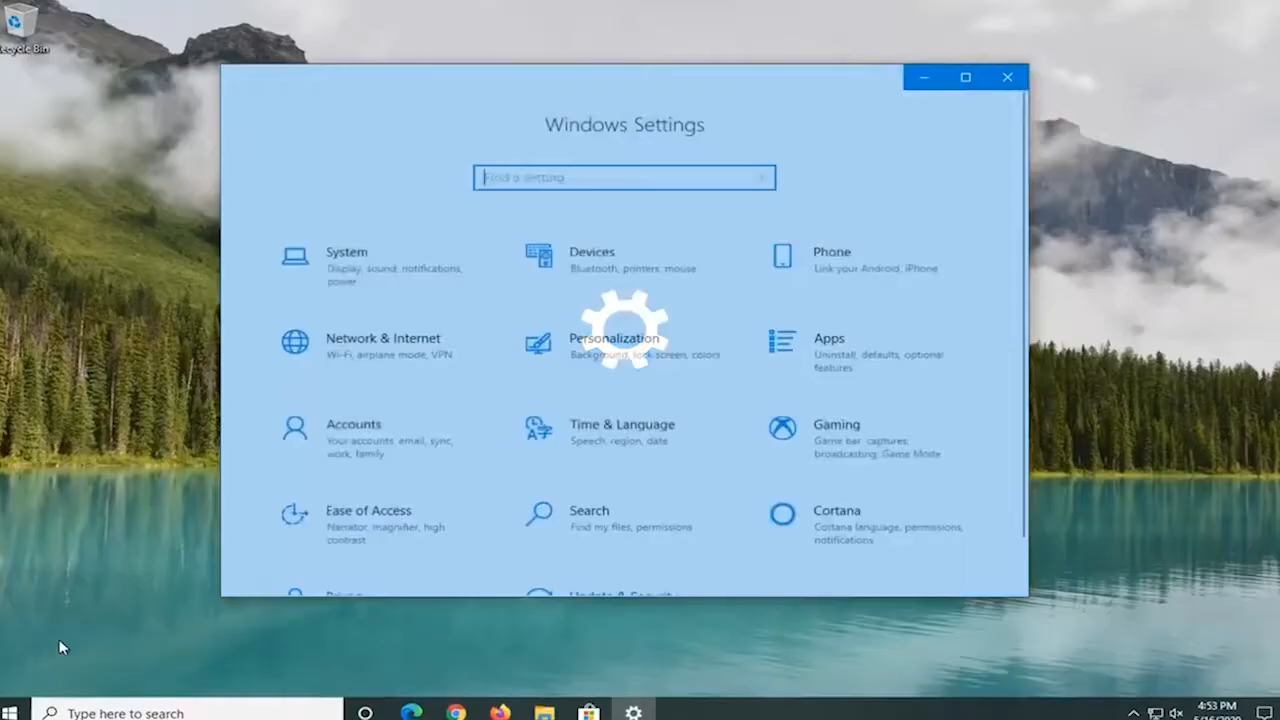 Recycle Bin
Windows Settings
Find a setting
System
Display, sound, notifications,
power
Devices
Bluetooth, printers, mouse
Phone
Link your Android, iPhone
Network & Internet
Wi-Fi, airplane mode, VPN
Personalization
Background, lock screen, colors
Apps
Uninstall, defaults, optional
features
Accounts
Your accounts, email, sync,
work, family
Time & Language
Speech, region, date
Gaming
Game bar, captures,
broadcasting, Game Mode
Ease of Access
Narrator, magnifier, high
contrast
Search
Find my files, permissions
Cortana
Cortana language, permissions,
notifications
Update & Security
Type here to search
4:53 PM